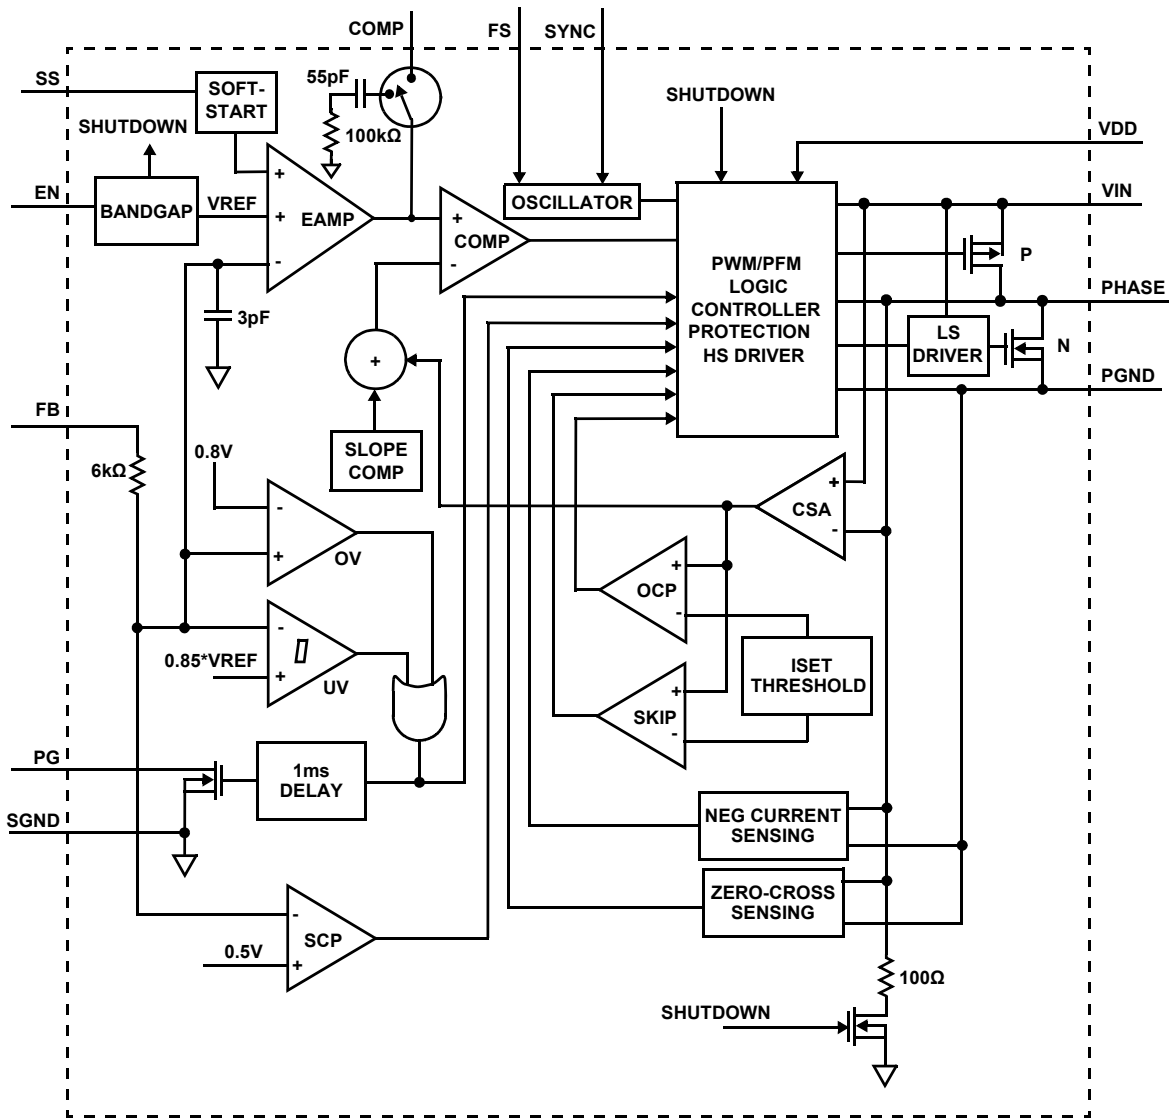 COMP
FS
SYNC
SS
SOFT-
START
55pF
100kΩ
SHUTDOWN
SHUTDOWN
VDD
EN
BANDGAP
VREF
+
+
-
EAMP
+
-
COMP
OSCILLATOR
VIN
PWM/PFM
LOGIC
CONTROLLER
PROTECTION
HS DRIVER
P
PHASE
3pF
LS
DRIVER
N
+
PGND
FB
6kΩ
0.8V
SLOPE
COMP
-
+
OV
+
-
CSA
+
-
OCP
-
+
UV
0.85*VREF
ISET
THRESHOLD
+
-
SKIP
PG
1ms
DELAY
SGND
NEG CURRENT
SENSING
ZERO-CROSS
SENSING
-
+
SCP
0.5V
100Ω
SHUTDOWN